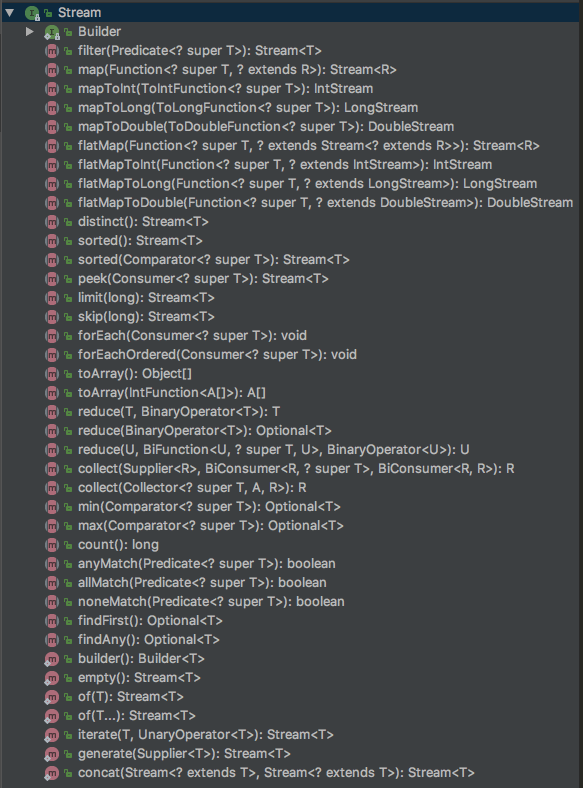 Stream
Builder
filter(Predicate<? super T>): Stream<T>
map(Function<? super T, ? extends R>): Stream<R>
mapToInt(ToIntFunction<? super T>): IntStream
mapToLong(ToLongFunction<? super T>): LongStream
mapToDouble(ToDoubleFunction<? super T>): DoubleStream
flatMap(Function<? super T, ? extends Stream<? extends R>>): Stream<R>
flatMapToInt(Function<? super T, ? extends IntStream>): IntStream
flatMapToLong(Function<? super T, ? extends LongStream>): LongStream
flatMapToDouble(Function<? super T, ? extends DoubleStream>): DoubleStream
distinct(): Stream<T>
sorted(): Stream<T>
sorted(Comparator<? super T>): Stream<T>
peek(Consumer<? super T>): Stream<T>
limit(long): Stream<T>
skip(long): Stream<T>
forEach(Consumer<? super T>): void
forEachOrdered(Consumer<? super T>): void
toArray(): Object[]
toArray(IntFunction<A[]>): A[]
reduce(T, BinaryOperator<T>): T
reduce(BinaryOperator<T>): Optional<T>
reduce(U, BiFunction<U, ? super T, U>, BinaryOperator<U>): U
collect(Supplier<R>, BiConsumer<R, ? super T>, BiConsumer<R, R>): R
collect(Collector<? super T, A, R>): R
min(Comparator<? super T>): Optional<T>
max(Comparator<? super T>): Optional<T>
count(): long
anyMatch(Predicate<? super T>): boolean
allMatch(Predicate<? super T>): boolean
noneMatch(Predicate<? super T>): boolean
findFirst(): Optional<T>
findAny(): Optional<T>
builder(): Builder<T>
empty(): Stream<T>
of(T): Stream<T>
of(T...): Stream<T>
iterate(T, UnaryOperator<T>): Stream<T>
generate(Supplier<T>): Stream<T>
concat(Stream<? extends T>, Stream<? extends T>): Stream<T>